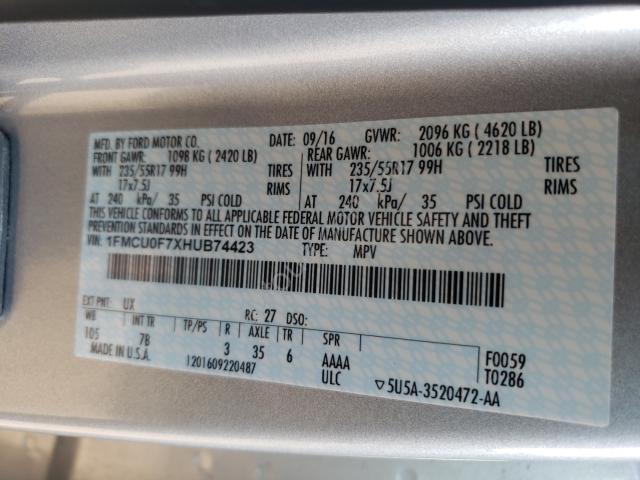 MFD. BY FORD MOTOR CO. DATE: 09/16 GVWR: 2096 KG ( 4620 LB)
FRONT GAWR: 1098 KG ( 2420 LB) REAR GAWR: 1006 KG ( 2218 LB)
WITH 235/55R17 99H TIRES WITH 235/55R17 99H TIRES
17x7.5J RIMS 17x7.5J RIMS
AT 240 kPa/ 35 PSI COLD AT 240 kPa/ 35 PSI COLD
THIS VEHICLE CONFORMS TO ALL APPLICABLE FEDERAL MOTOR VEHICLE SAFETY AND THEFT
PREVENTION STANDARDS IN EFFECT ON THE DATE OF MANUFACTURE SHOWN ABOVE.
VIN: 1FMCU0F7XHUB74423 TYPE: MPV
EXT PNT: UX RC: 27 DSO:
WB INT TR TP/PS R AXLE TR SPR
105 7B 3 35 6 AAAA F0059
MADE IN U.S.A. 1201609220487 ULC T0286
▽5U5A-3520472-AA